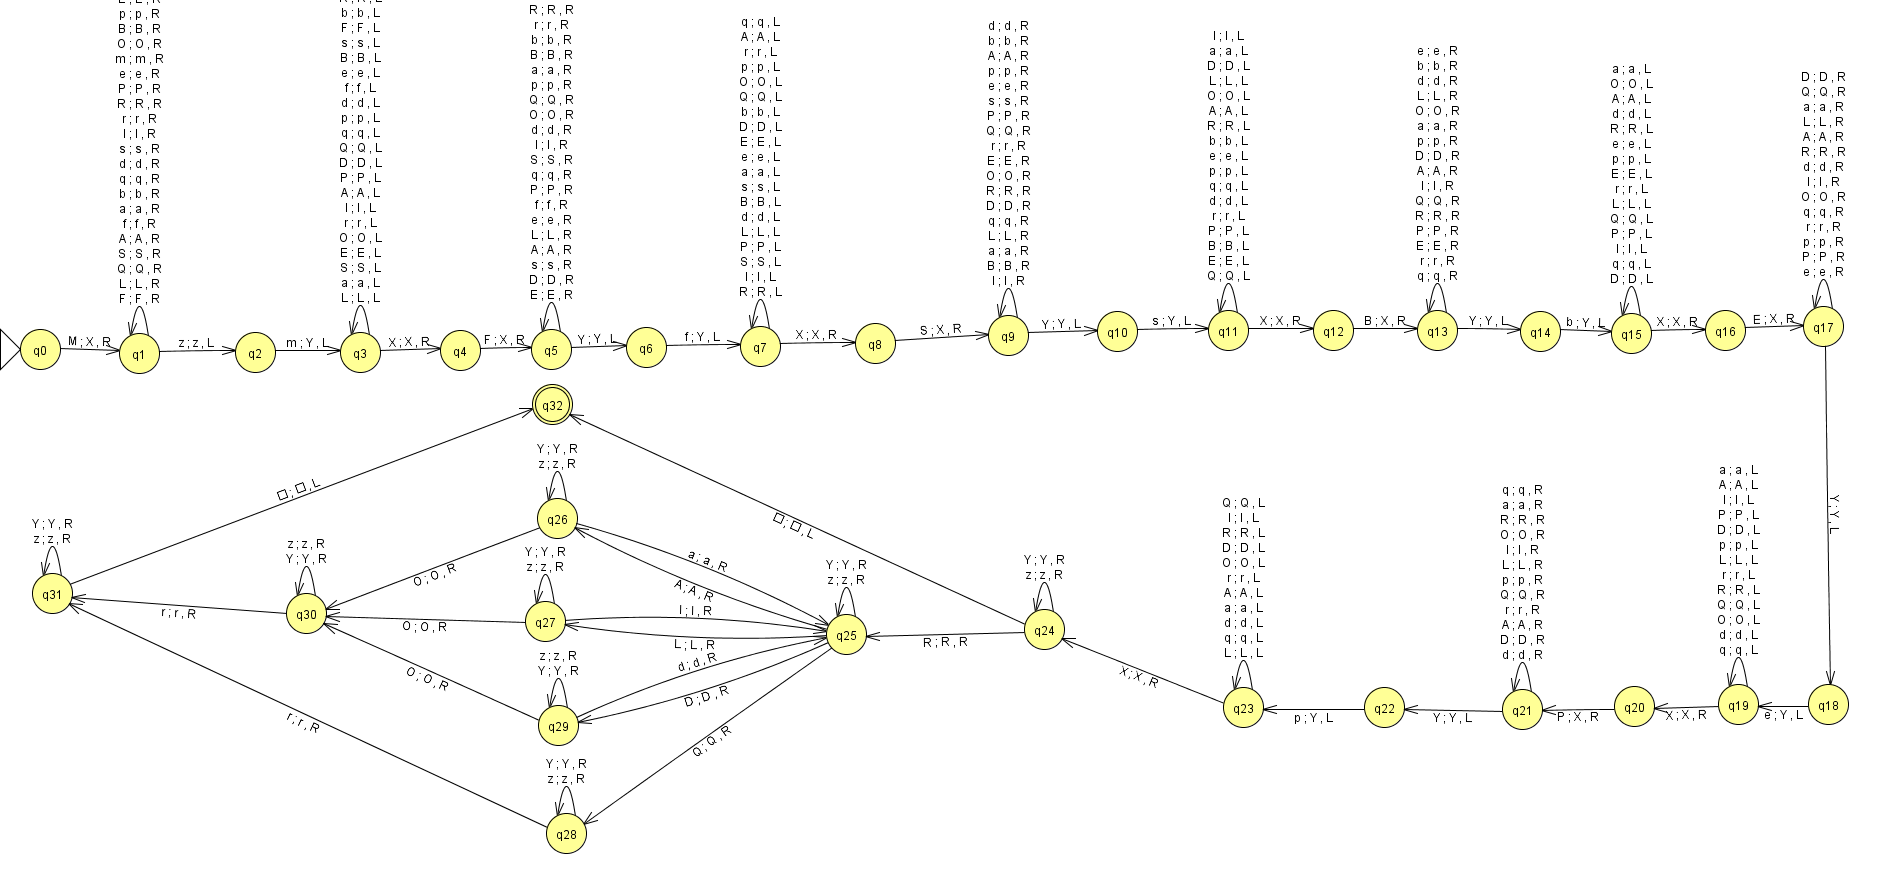 p ; p , R
B ; B , R
O ; O , R
m ; m , R
e ; e , R
P ; P , R
R ; R , R
r ; r , R
l ; l , R
s ; s , R
d ; d , R
q ; q , R
b ; b , R
a ; a , R
f ; f , R
A ; A , R
S ; S , R
Q ; Q , R
L ; L , R
F ; F , R
b ; b , L
F ; F , L
s ; s , L
B ; B , L
e ; e , L
f ; f , L
d ; d , L
p ; p , L
q ; q , L
Q ; Q , L
D ; D , L
P ; P , L
A ; A , L
l ; l , L
r ; r , L
O ; O , L
E ; E , L
S ; S , L
a ; a , L
L ; L , L
R ; R , R
r ; r , R
b ; b , R
B ; B , R
a ; a , R
p ; p , R
Q ; Q , R
O ; O , R
d ; d , R
l ; l , R
S ; S , R
q ; q , R
P ; P , R
f ; f , R
e ; e , R
L ; L , R
A ; A , R
s ; s , R
D ; D , R
E ; E , R
q ; q , L
A ; A , L
r ; r , L
p ; p , L
O ; O , L
Q ; Q , L
b ; b , L
D ; D , L
E ; E , L
e ; e , L
a ; a , L
s ; s , L
B ; B , L
d ; d , L
L ; L , L
P ; P , L
S ; S , L
l ; l , L
R ; R , L
d ; d , R
b ; b , R
A ; A , R
p ; p , R
e ; e , R
s ; s , R
P ; P , R
Q ; Q , R
r ; r , R
E ; E , R
O ; O , R
R ; R , R
D ; D , R
q ; q , R
L ; L , R
a ; a , R
B ; B , R
l ; l , R
l ; l , L
a ; a , L
D ; D , L
L ; L , L
O ; O , L
A ; A , L
R ; R , L
b ; b , L
e ; e , L
p ; p , L
q ; q , L
d ; d , L
r ; r , L
P ; P , L
B ; B , L
E ; E , L
Q ; Q , L
e ; e , R
b ; b , R
d ; d , R
L ; L , R
O ; O , R
a ; a , R
p ; p , R
D ; D , R
A ; A , R
l ; l , R
Q ; Q , R
R ; R , R
P ; P , R
E ; E , R
r ; r , R
q ; q , R
a ; a , L
O ; O , L
A ; A , L
d ; d , L
R ; R , L
e ; e , L
p ; p , L
E ; E , L
r ; r , L
L ; L , L
Q ; Q , L
P ; P , L
l ; l , L
q ; q , L
D ; D , L
D ; D , R
Q ; Q , R
a ; a , R
L ; L , R
A ; A , R
R ; R , R
d ; d , R
l ; l , R
O ; O , R
q ; q , R
r ; r , R
p ; p , R
P ; P , R
e ; e , R
q0
M ; X , R
q1
z ; z , L
q2
m ; Y , L
q3
X ; X , R
q4
F ; X , R
q5
Y ; Y , L
q6
f ; Y , L
q7
X ; X , R
q8
S ; X , R
q9
Y ; Y , L
q10
s ; Y , L
q11
X ; X , R
q12
B ; X , R
q13
Y ; Y , L
q14
b ; Y , L
q15
X ; X , R
q16
E ; X , R
q17
Y ; Y , L
q32
□ ; □ , L
□ ; □ , L
Y ; Y , R
z ; z , R
q31
r ; r , R
r ; r , R
z ; z , R
Y ; Y , R
q30
O ; O , R
O ; O , R
O ; O , R
Y ; Y , R
z ; z , R
q26
Y ; Y , R
z ; z , R
q27
z ; z , R
Y ; Y , R
q29
Y ; Y , R
z ; z , R
q28
a ; a , R
A ; A , R
l ; l , R
L ; L , R
d ; d , R
D ; D , R
Q ; Q , R
Y ; Y , R
z ; z , R
q25
R ; R , R
Y ; Y , R
z ; z , R
q24
X ; X , R
Q ; Q , L
l ; l , L
R ; R , L
D ; D , L
O ; O , L
r ; r , L
A ; A , L
a ; a , L
d ; d , L
q ; q , L
L ; L , L
q23
p ; Y , L
q22
Y ; Y , L
q ; q , R
a ; a , R
R ; R , R
O ; O , R
l ; l , R
L ; L , R
p ; p , R
Q ; Q , R
r ; r , R
A ; A , R
D ; D , R
d ; d , R
q21
P ; X , R
q20
X ; X , R
a ; a , L
A ; A , L
l ; l , L
P ; P , L
D ; D , L
p ; p , L
L ; L , L
r ; r , L
R ; R , L
Q ; Q , L
O ; O , L
d ; d , L
q ; q , L
q19
e ; Y , L
q18